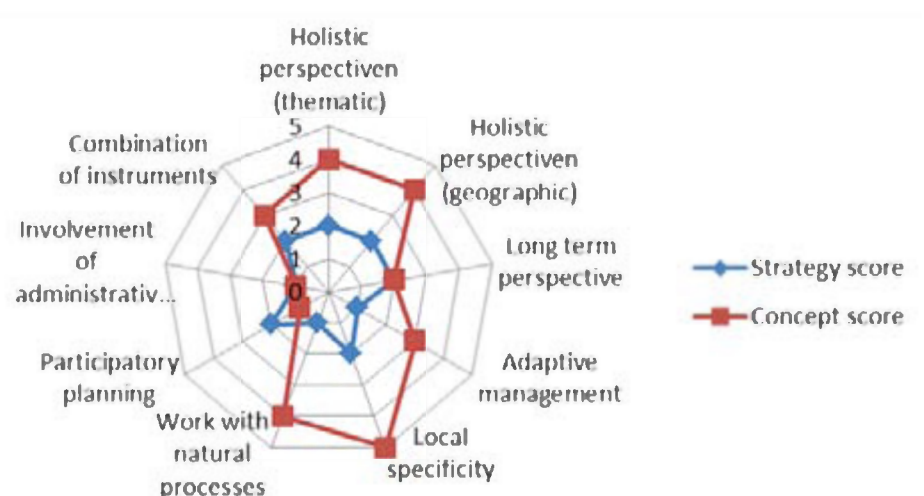 Holistic
perspectiven
(thematic)
Holistic
perspectiven
(geographic)
Long term
perspective
Adaptive
management
Local
specificity
Work with
natural
processes
Participatory
planning
Involvement
of
administrativ...
Combination
of instruments
5
4
3
2
1
0
Strategy score
Concept score